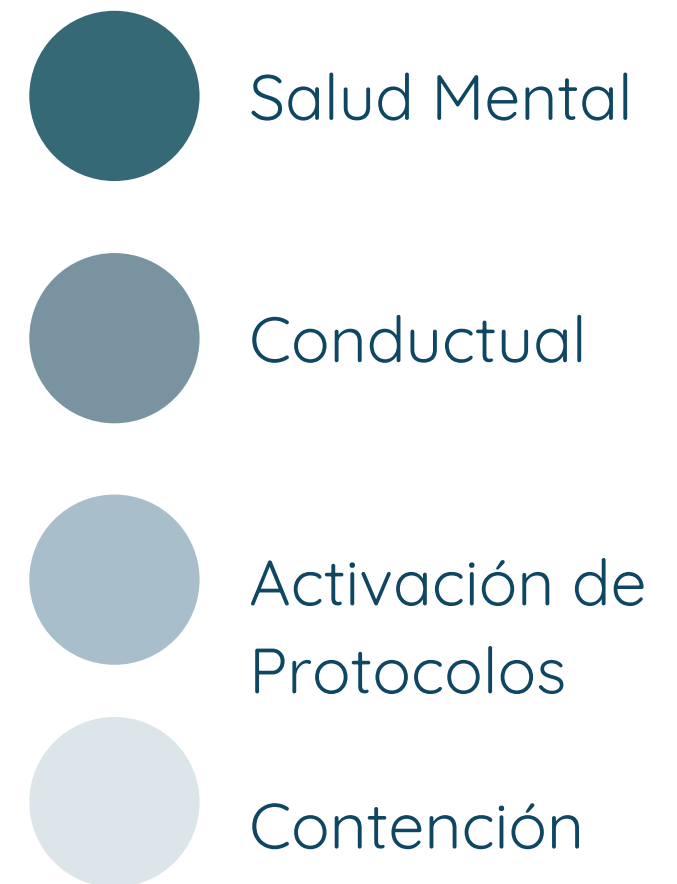 Salud Mental
Conductual
Activación de
Protocolos
Contención